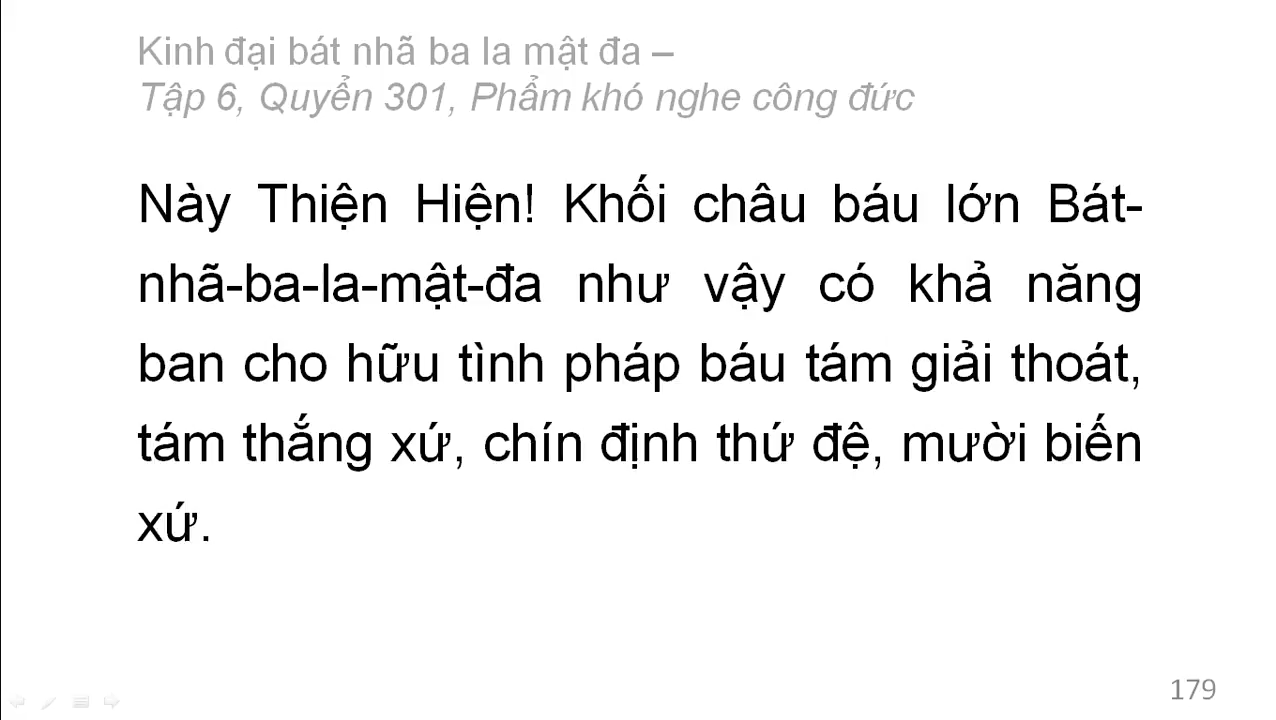 Kinh đại bát nhã ba la mật đa –
Tập 6, Quyển 301, Phẩm khó nghe công đức
Này Thiện Hiện! Khối châu báu lớn Bát-
nhã-ba-la-mật-đa như vậy có khả năng
ban cho hữu tình pháp báu tám giải thoát,
tám thắng xứ, chín định thứ đệ, mười biến
xứ.
179